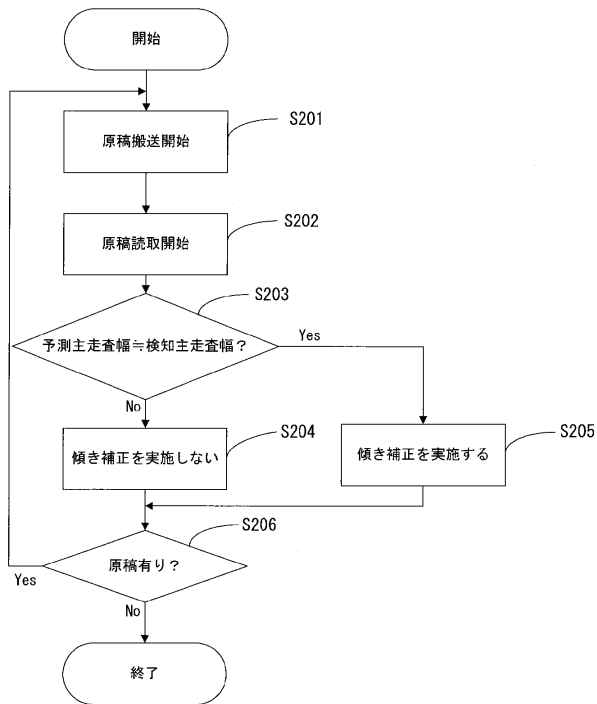 開始
原稿搬送開始
S201
原稿読取開始
S202
予測主走査幅≒検知主走査幅?
S203
Yes
No
傾き補正を実施しない
S204
傾き補正を実施する
S205
原稿有り?
S206
Yes
No
終了